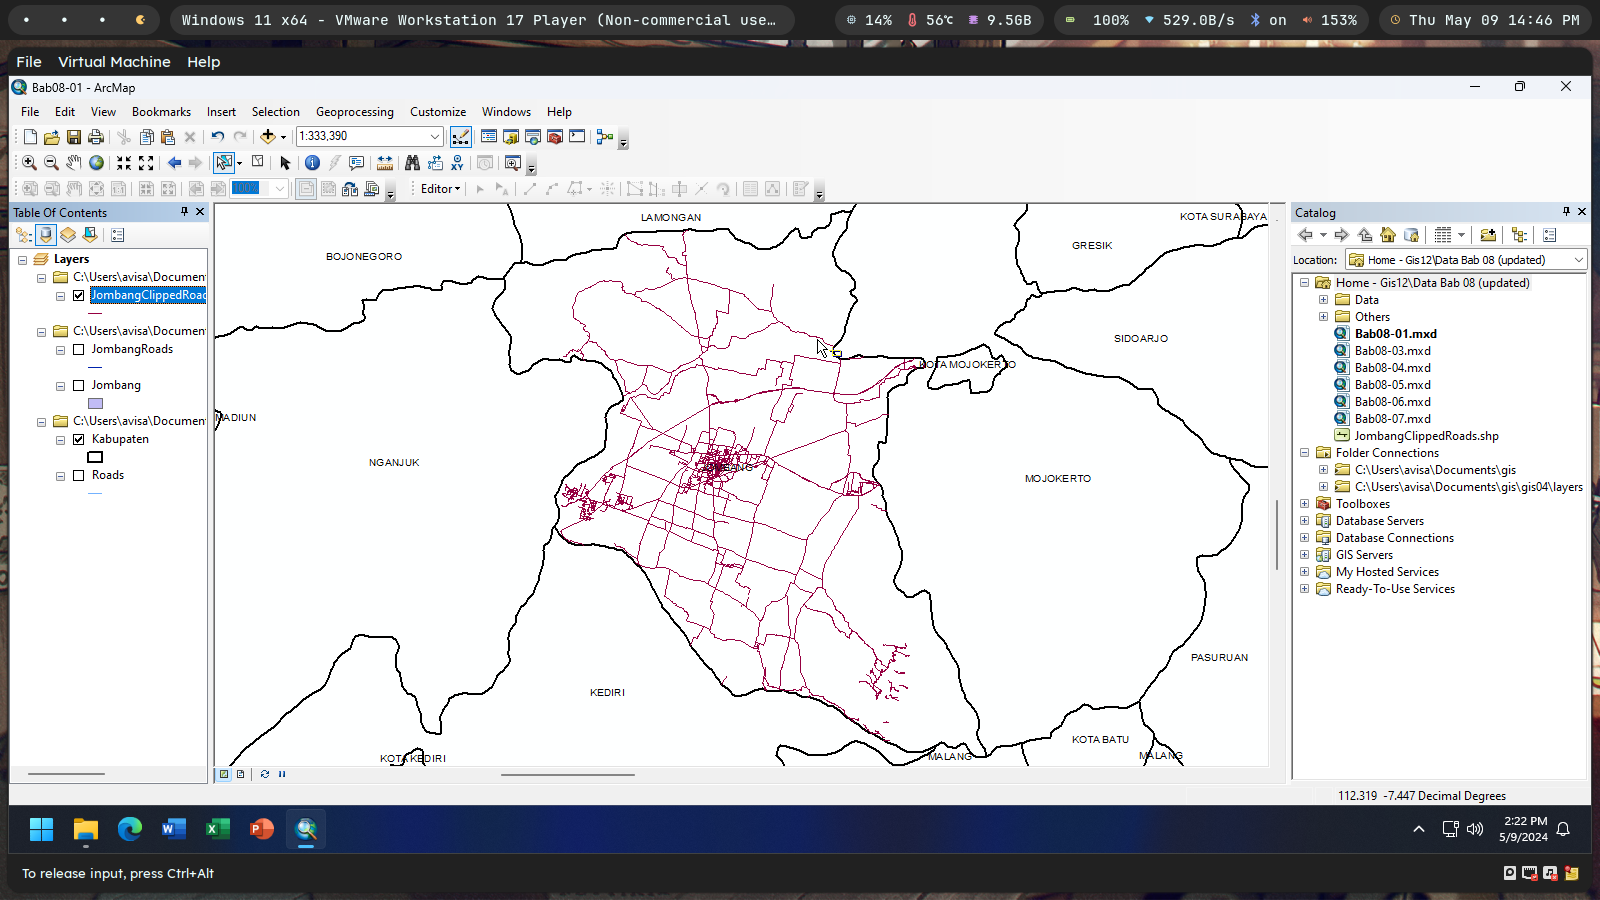 Windows 11 x64 - VMware Workstation 17 Player (Non-commercial use…
14%
56℃
9.5GB
100%
529.0B/s
on
153%
Thu May 09 14:46 PM
File Virtual Machine Help
Bab08-01 - ArcMap
File Edit View Bookmarks Insert Selection Geoprocessing Customize Windows Help
1:333,390
100%
Editor
Table Of Contents
Layers
C:\Users\avisa\Documen
JombangClippedRoad
C:\Users\avisa\Documen
JombangRoads
Jombang
C:\Users\avisa\Documen
Kabupaten
Roads
LAMONGAN
KOTA SURABAYA
GRESIK
BOJONEGORO
SIDOARJO
KOTA MOJOKERTO
MADIUN
NGANJUK
MOJOKERTO
PASURUAN
KEDIRI
KOTA BATU
KOTA KEDIRI
MALANG
MALANG
Catalog
Location: Home - Gis12\Data Bab 08 (updated)
Home - Gis12\Data Bab 08 (updated)
Data
Others
Bab08-01.mxd
Bab08-03.mxd
Bab08-04.mxd
Bab08-05.mxd
Bab08-06.mxd
Bab08-07.mxd
JombangClippedRoads.shp
Folder Connections
C:\Users\avisa\Documents\gis
C:\Users\avisa\Documents\gis\gis04\layers
Toolboxes
Database Servers
Database Connections
GIS Servers
My Hosted Services
Ready-To-Use Services
112.319 -7.447 Decimal Degrees
2:22 PM
5/9/2024
To release input, press Ctrl+Alt